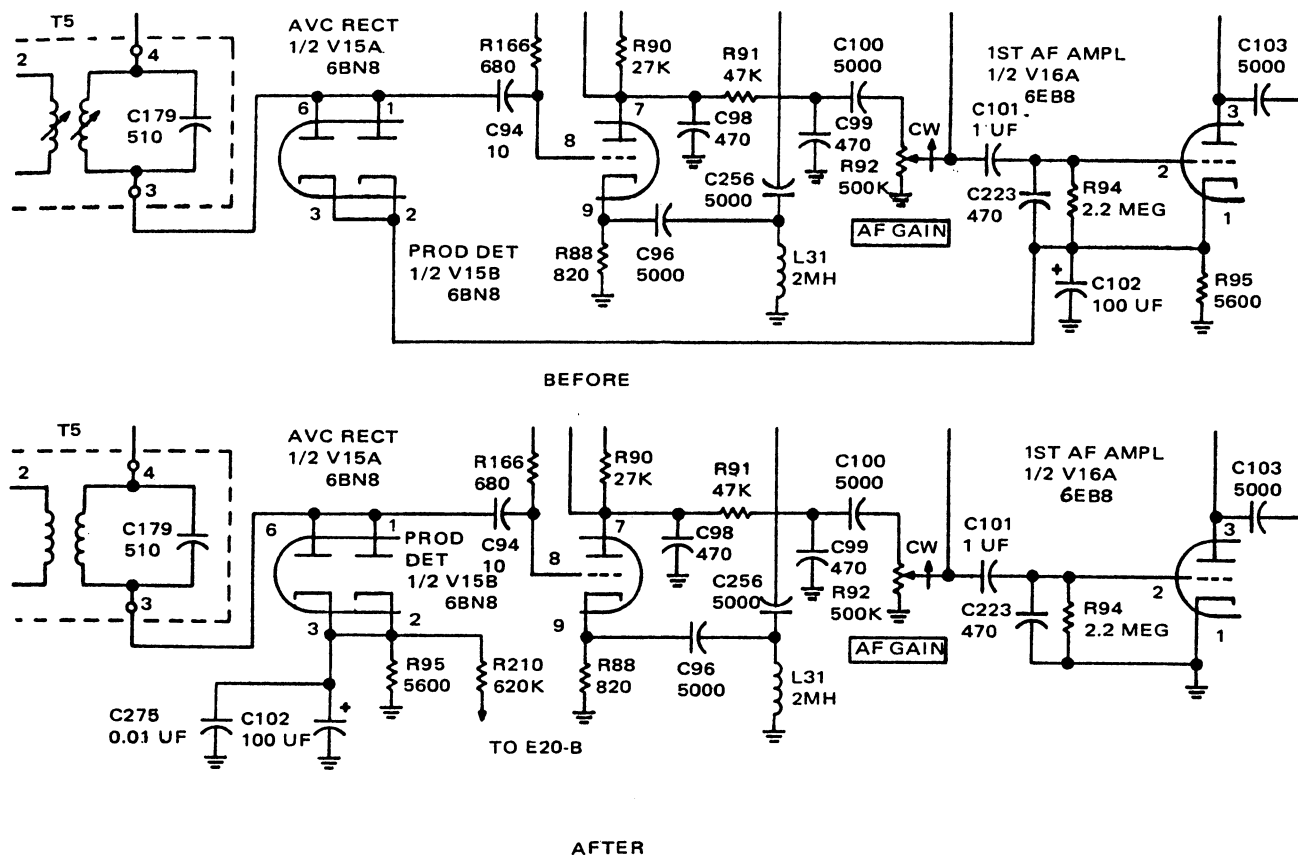 T5
2
4
C179
510
3
AVC RECT
1/2 V15A
6BN8
6
1
3
2
PROD DET
1/2 V15B
6BN8
R166
680
C94
10
R90
27K
7
8
9
R88
820
C98
470
R91
47K
C96
5000
C256
5000
L31
2MH
C100
5000
C99
470
R92
500K
CW
AF GAIN
1ST AF AMPL
1/2 V16A
6EB8
C101
1 UF
C223
470
R94
2.2 MEG
+
C102
100 UF
2
3
1
R95
5600
C103
5000
BEFORE
T5
2
4
C179
510
3
AVC RECT
1/2 V15A
6BN8
6
1
3
2
PROD
DET
1/2 V15B
6BN8
R166
680
C94
10
R90
27K
7
8
9
R88
820
C98
470
R91
47K
C96
5000
C256
5000
L31
2MH
C100
5000
C99
470
R92
500K
CW
AF GAIN
1ST AF AMPL
1/2 V16A
6EB8
C101
1 UF
C223
470
R94
2.2 MEG
2
3
1
C103
5000
R95
5600
R210
620K
TO E20-B
C275
0.01 UF
C102
100 UF
+
AFTER